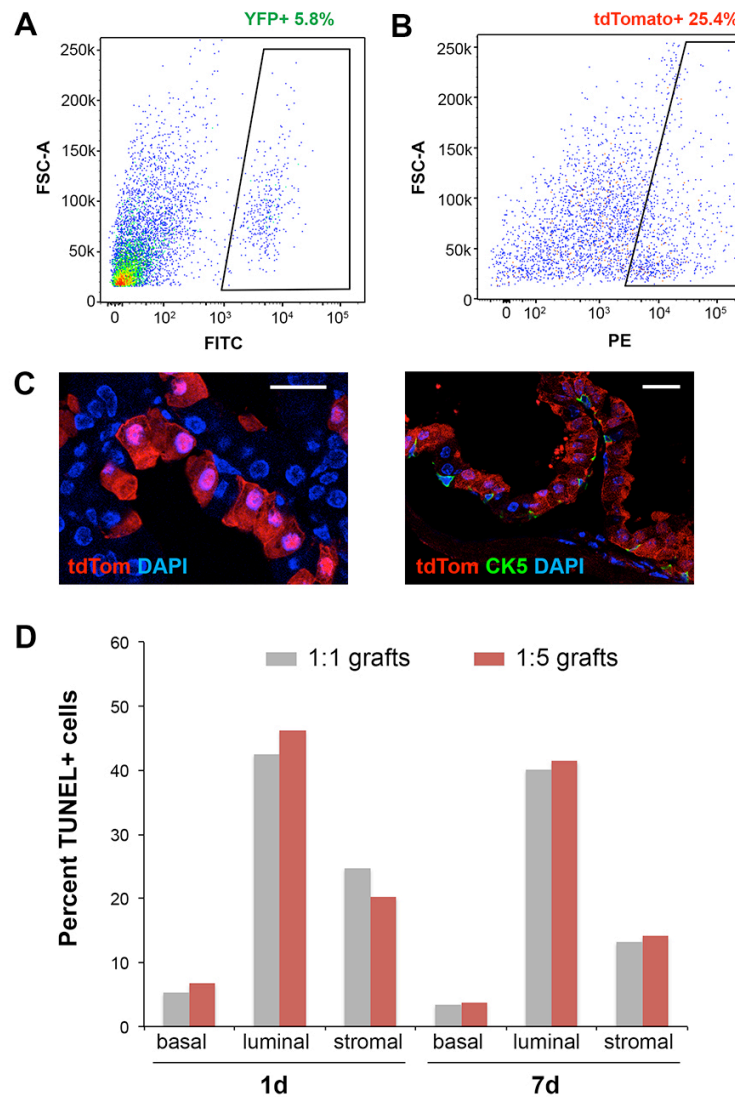 A
YFP+ 5.8%
250k
200k
150k
100k
50k
0
FSC-A
0 10² 10³ 10⁴ 10⁵
FITC
B
tdTomato+ 25.4%
250k
200k
150k
100k
50k
0
FSC-A
0 10² 10³ 10⁴ 10⁵
PE
C
tdTom DAPI
tdTom CK5 DAPI
D
1:1 grafts 1:5 grafts
Percent TUNEL+ cells
60
50
40
30
20
10
0
basal luminal stromal basal luminal stromal
1d 7d